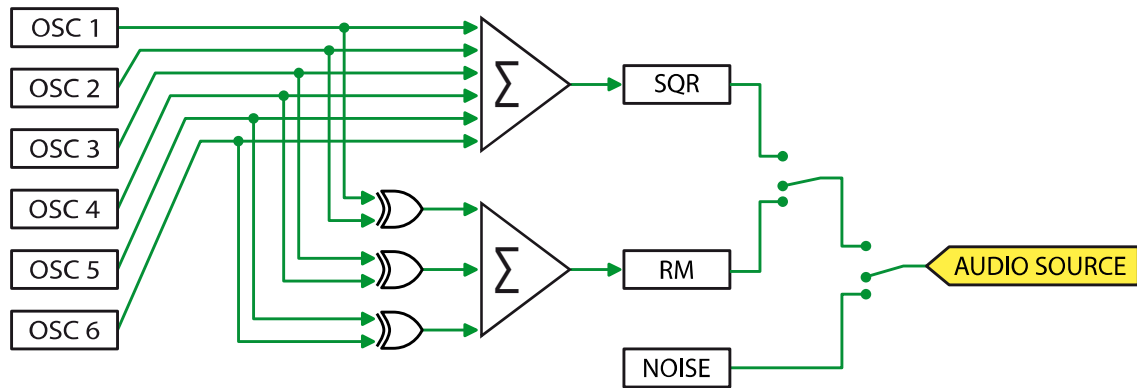 OSC 1
OSC 2
OSC 3
OSC 4
OSC 5
OSC 6
Σ
SQR
Σ
RM
NOISE
AUDIO SOURCE